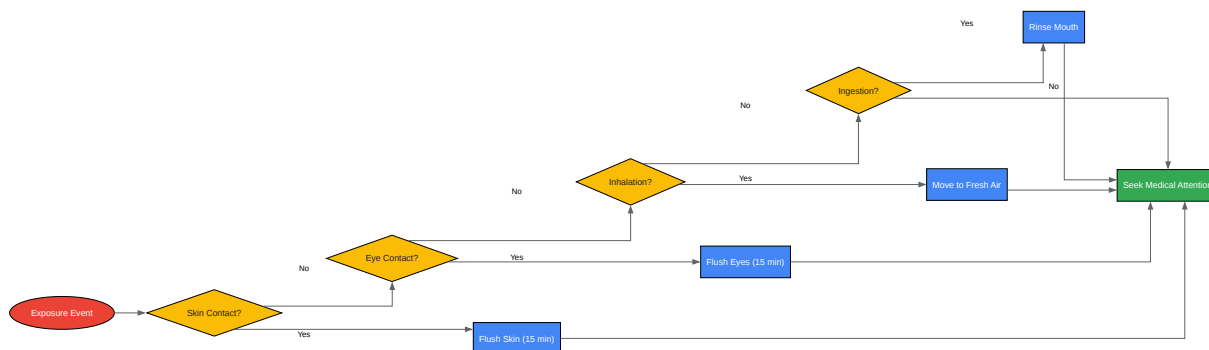 Yes
Rinse Mouth
Ingestion?
No
No
Inhalation?
Yes
Move to Fresh Air
Seek Medical Attention
No
Eye Contact?
Yes
Flush Eyes (15 min)
No
Exposure Event
Skin Contact?
Yes
Flush Skin (15 min)